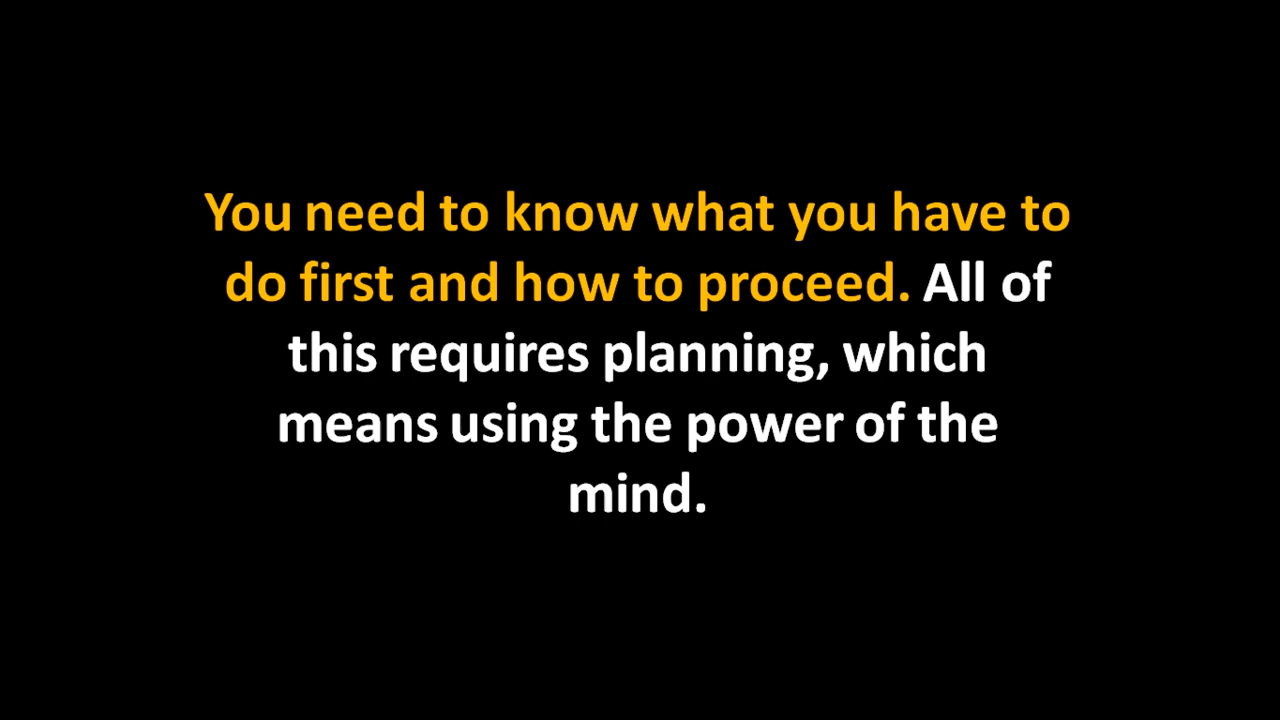 You need to know what you have to
do first and how to proceed. All of
this requires planning, which
means using the power of the
mind.